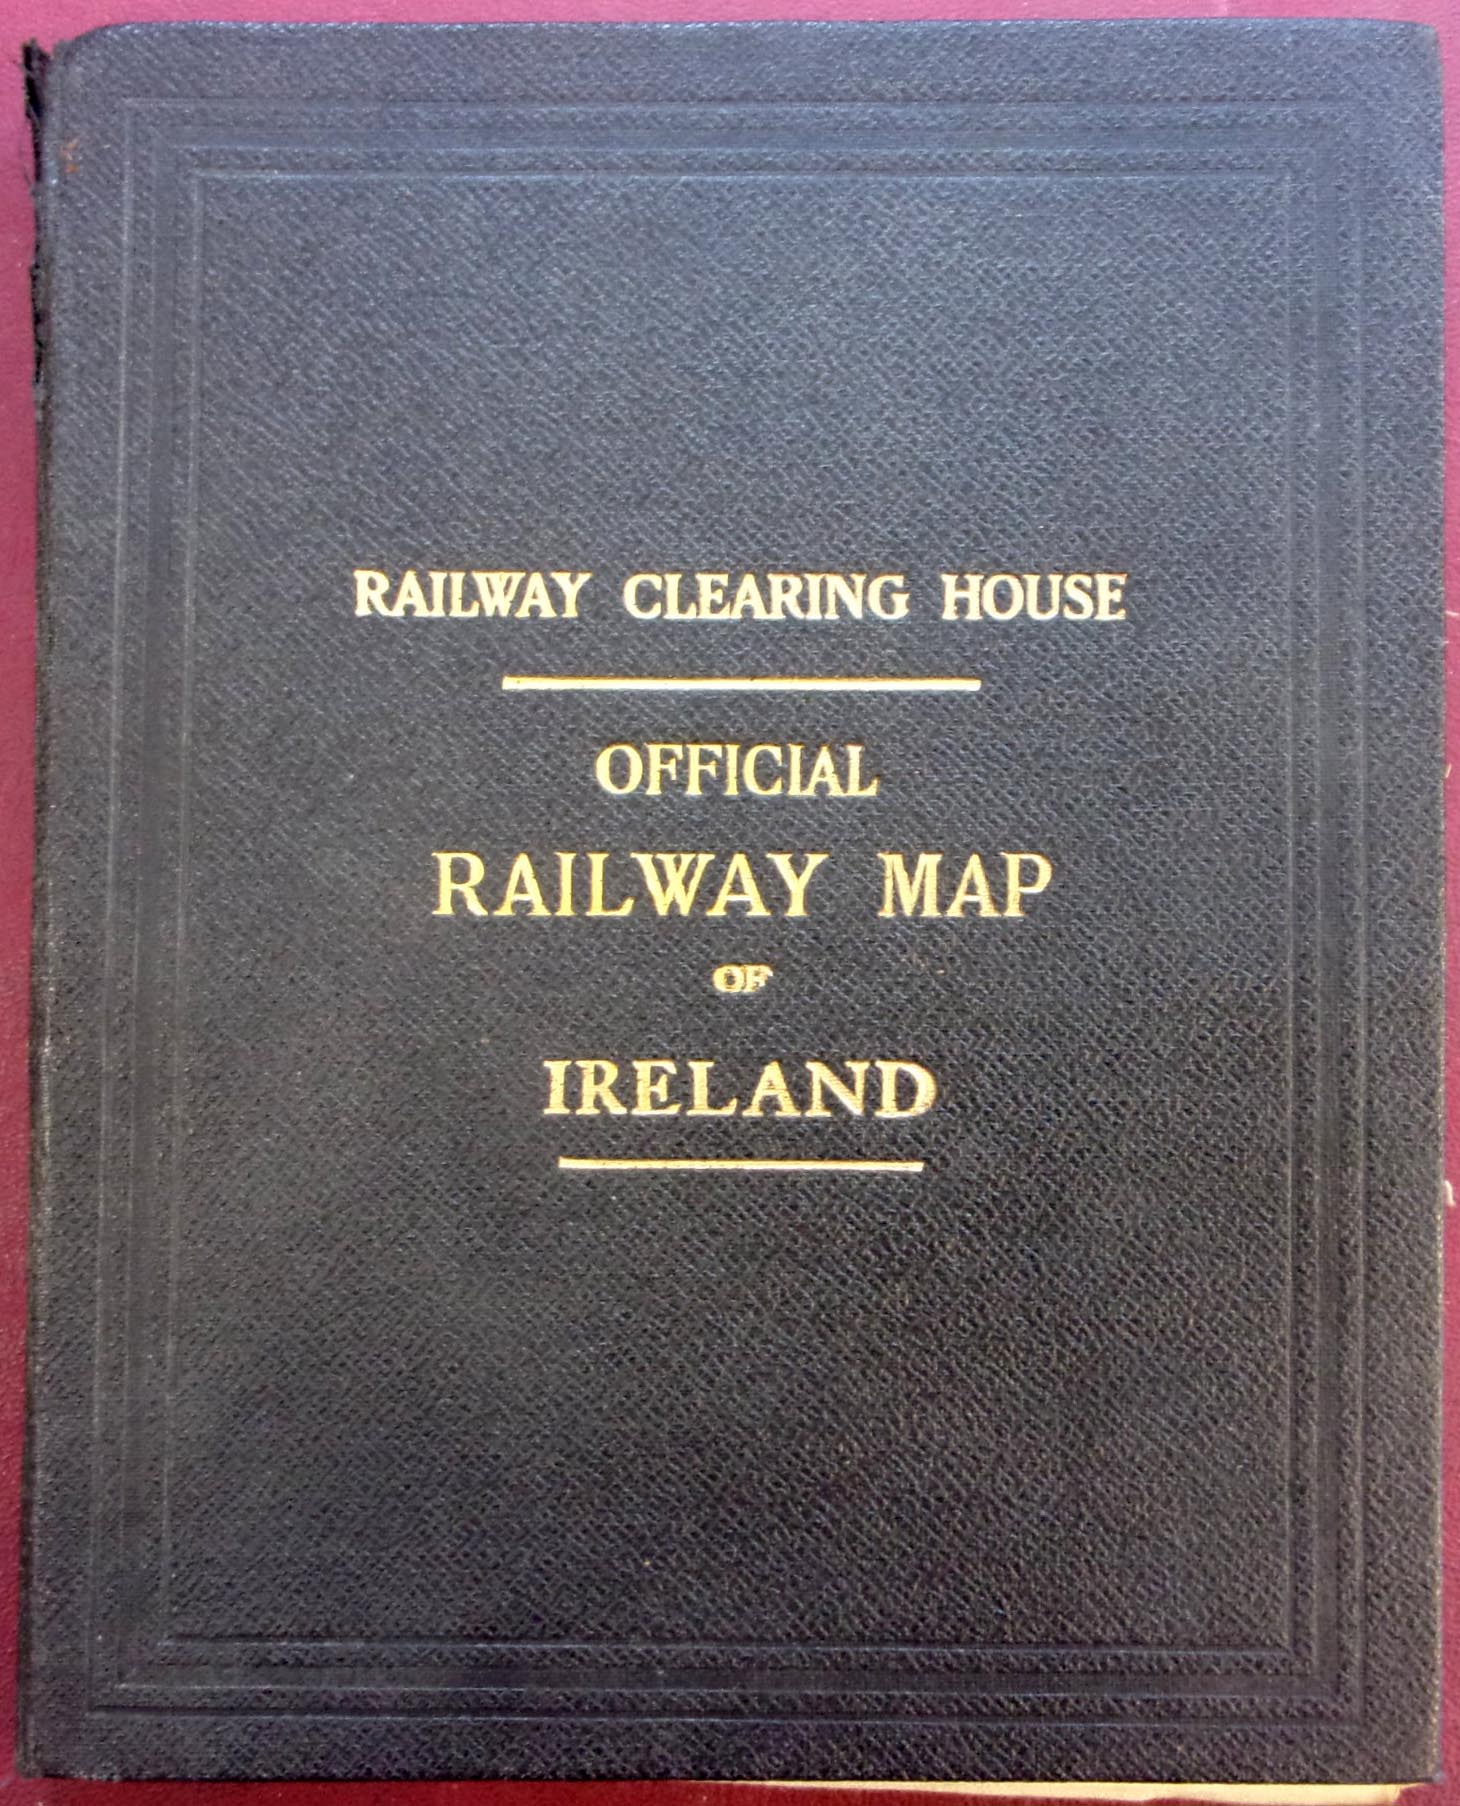 RAILWAY CLEARING HOUSE
OFFICIAL
RAILWAY MAP
OF
IRELAND